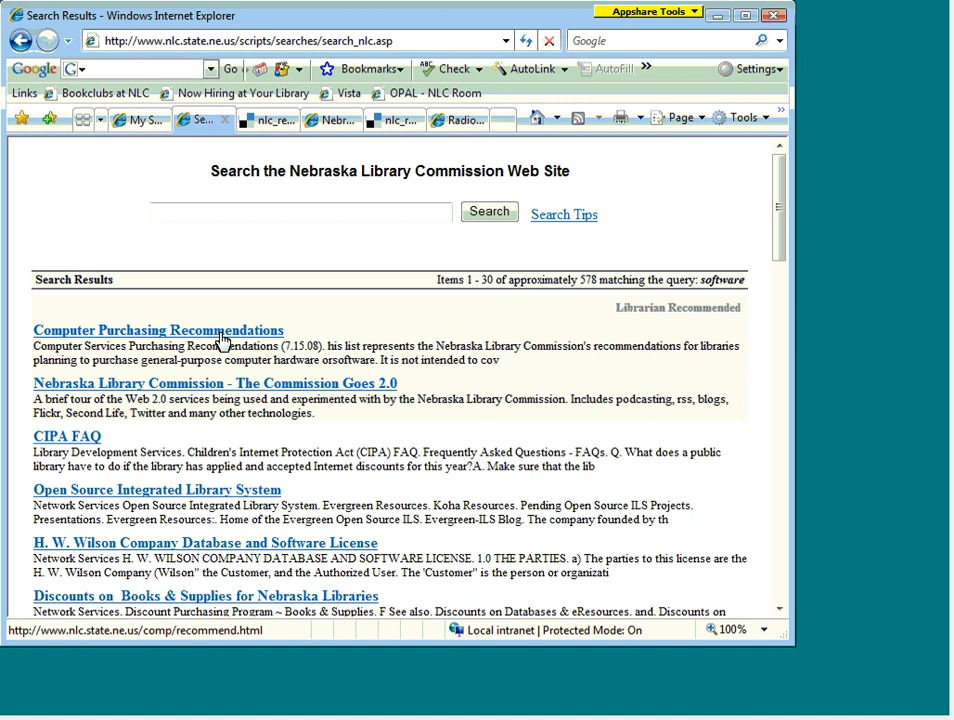 Search Results - Windows Internet Explorer
Appshare Tools
http://www.nlc.state.ne.us/scripts/searches/search_nlc.asp
Google
Google G Go Bookmarks ABC Check AutoLink AutoFill » Settings
Links Bookclubs at NLC Now Hiring at Your Library Vista OPAL - NLC Room
My S... Se... nlc_re... Nebr... nlc_r... Radio... Page Tools »
Search the Nebraska Library Commission Web Site
Search Search Tips
Search Results Items 1 - 30 of approximately 578 matching the query: software
Librarian Recommended
Computer Purchasing Recommendations
Computer Services Purchasing Recommendations (7.15.08). his list represents the Nebraska Library Commission's recommendations for libraries
planning to purchase general-purpose computer hardware orsoftware. It is not intended to cov
Nebraska Library Commission - The Commission Goes 2.0
A brief tour of the Web 2.0 services being used and experimented with by the Nebraska Library Commission. Includes podcasting, rss, blogs,
Flickr, Second Life, Twitter and many other technologies.
CIPA FAQ
Library Development Services. Children's Internet Protection Act (CIPA) FAQ. Frequently Asked Questions - FAQs. Q. What does a public
library have to do if the library has applied and accepted Internet discounts for this year?A. Make sure that the lib
Open Source Integrated Library System
Network Services Open Source Integrated Library System. Evergreen Resources. Koha Resources. Pending Open Source ILS Projects.
Presentations. Evergreen Resources:. Home of the Evergreen Open Source ILS. Evergreen-ILS Blog. The company founded by th
H. W. Wilson Company Database and Software License
Network Services H. W. WILSON COMPANY DATABASE AND SOFTWARE LICENSE. 1.0 THE PARTIES. a) The parties to this license are the
H. W. Wilson Company (Wilson" the Customer, and the Authorized User. The 'Customer" is the person or organizati
Discounts on Books & Supplies for Nebraska Libraries
Network Services. Discount Purchasing Program ~ Books & Supplies. F See also. Discounts on Databases & eResources. and. Discounts on
http://www.nlc.state.ne.us/comp/recommend.html Local intranet | Protected Mode: On 100%